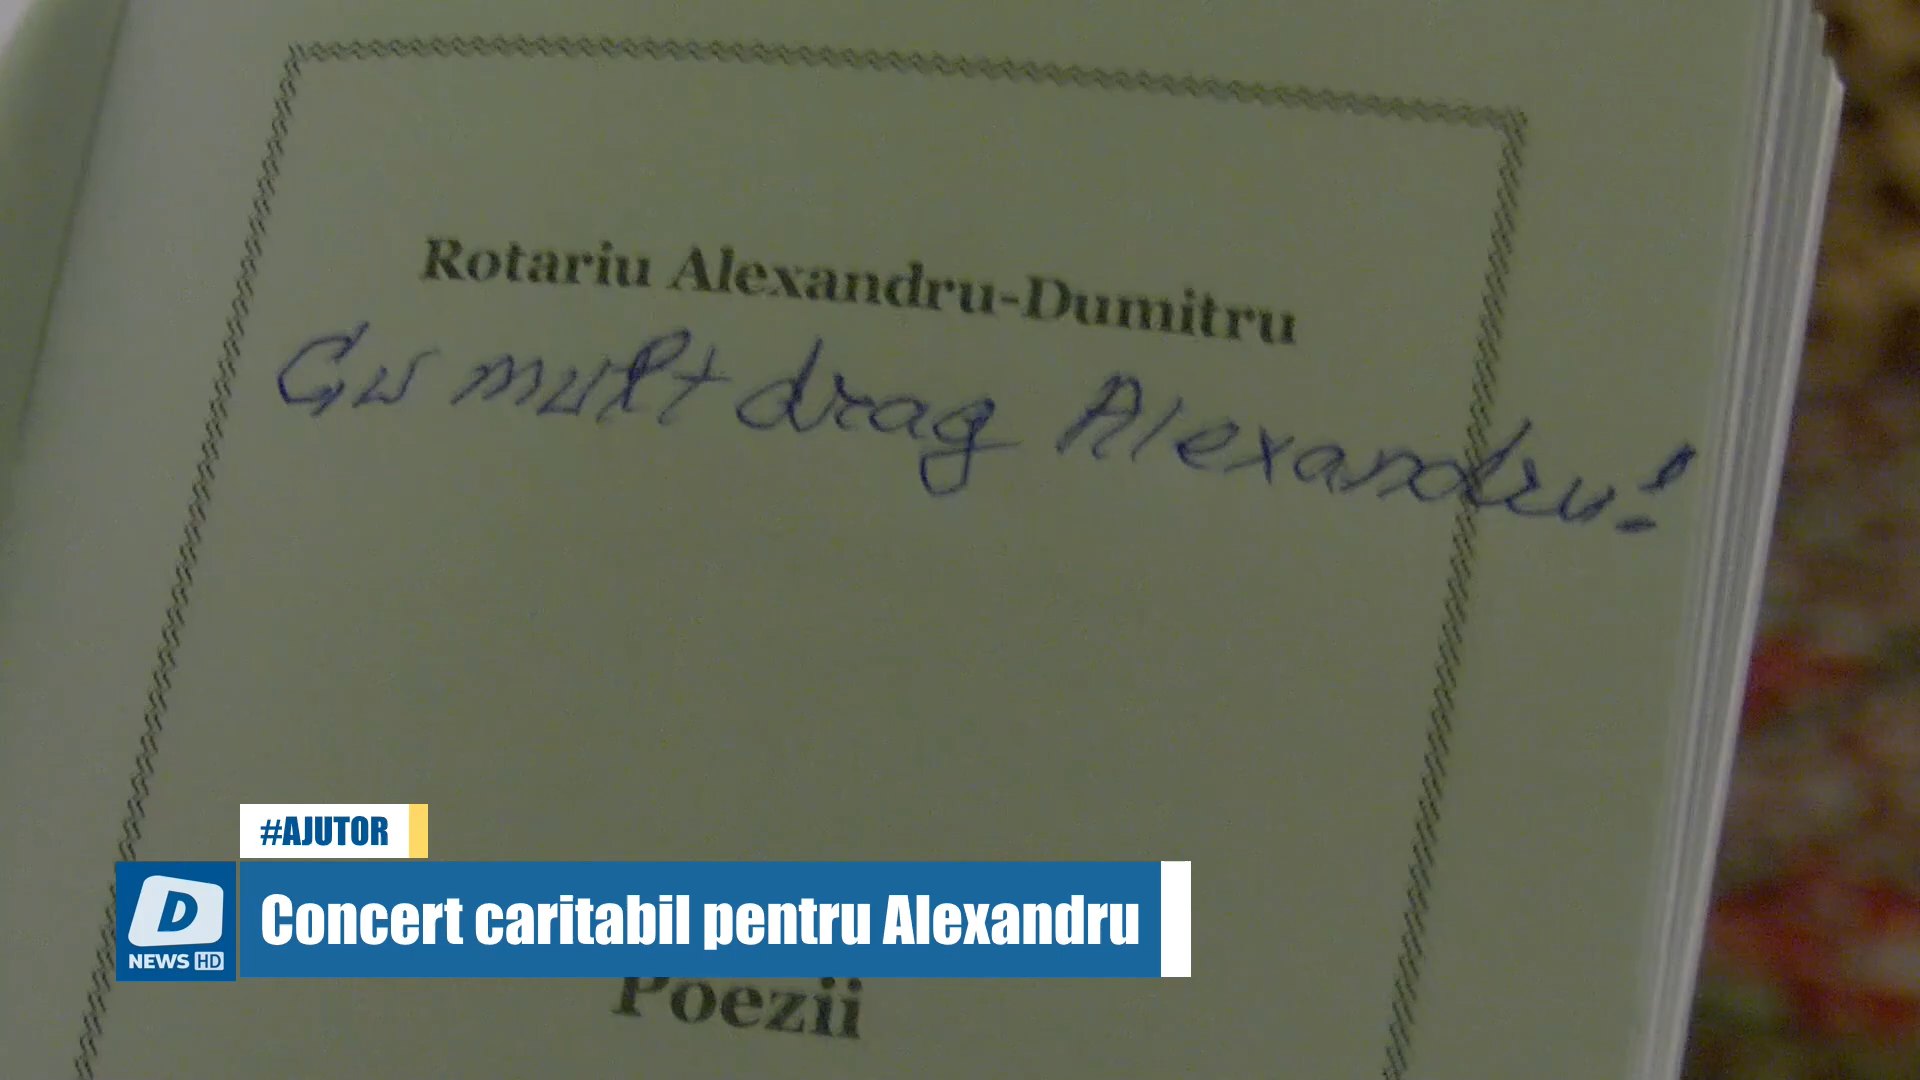 Rotariu Alexandru-Dumitru
Cu mult drag Alexandru!
#AJUTOR
Concert caritabil pentru Alexandru
D
NEWS HD
Poezii